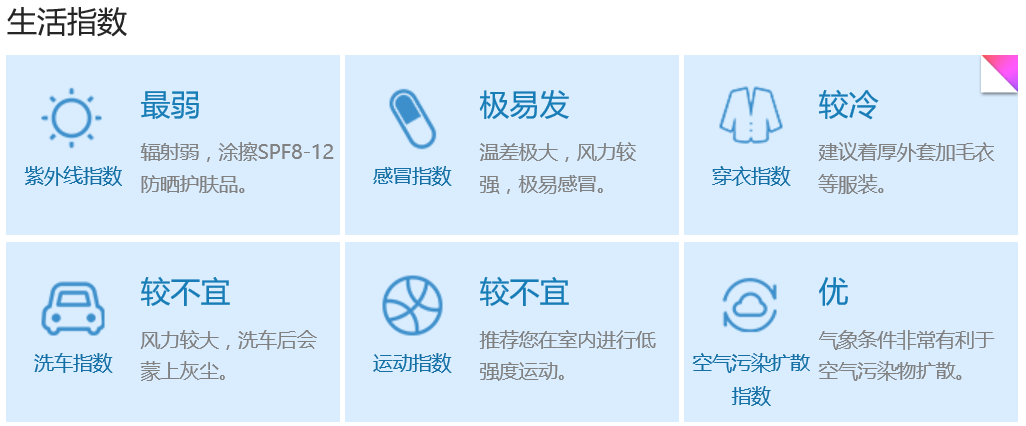 生活指数
最弱
辐射弱，涂擦SPF8-12
防晒护肤品。
紫外线指数
极易发
温差极大，风力较
强，极易感冒。
感冒指数
较冷
建议着厚外套加毛衣
等服装。
穿衣指数
较不宜
风力较大，洗车后会
蒙上灰尘。
洗车指数
较不宜
推荐您在室内进行低
强度运动。
运动指数
优
气象条件非常有利于
空气污染物扩散。
空气污染扩散
指数